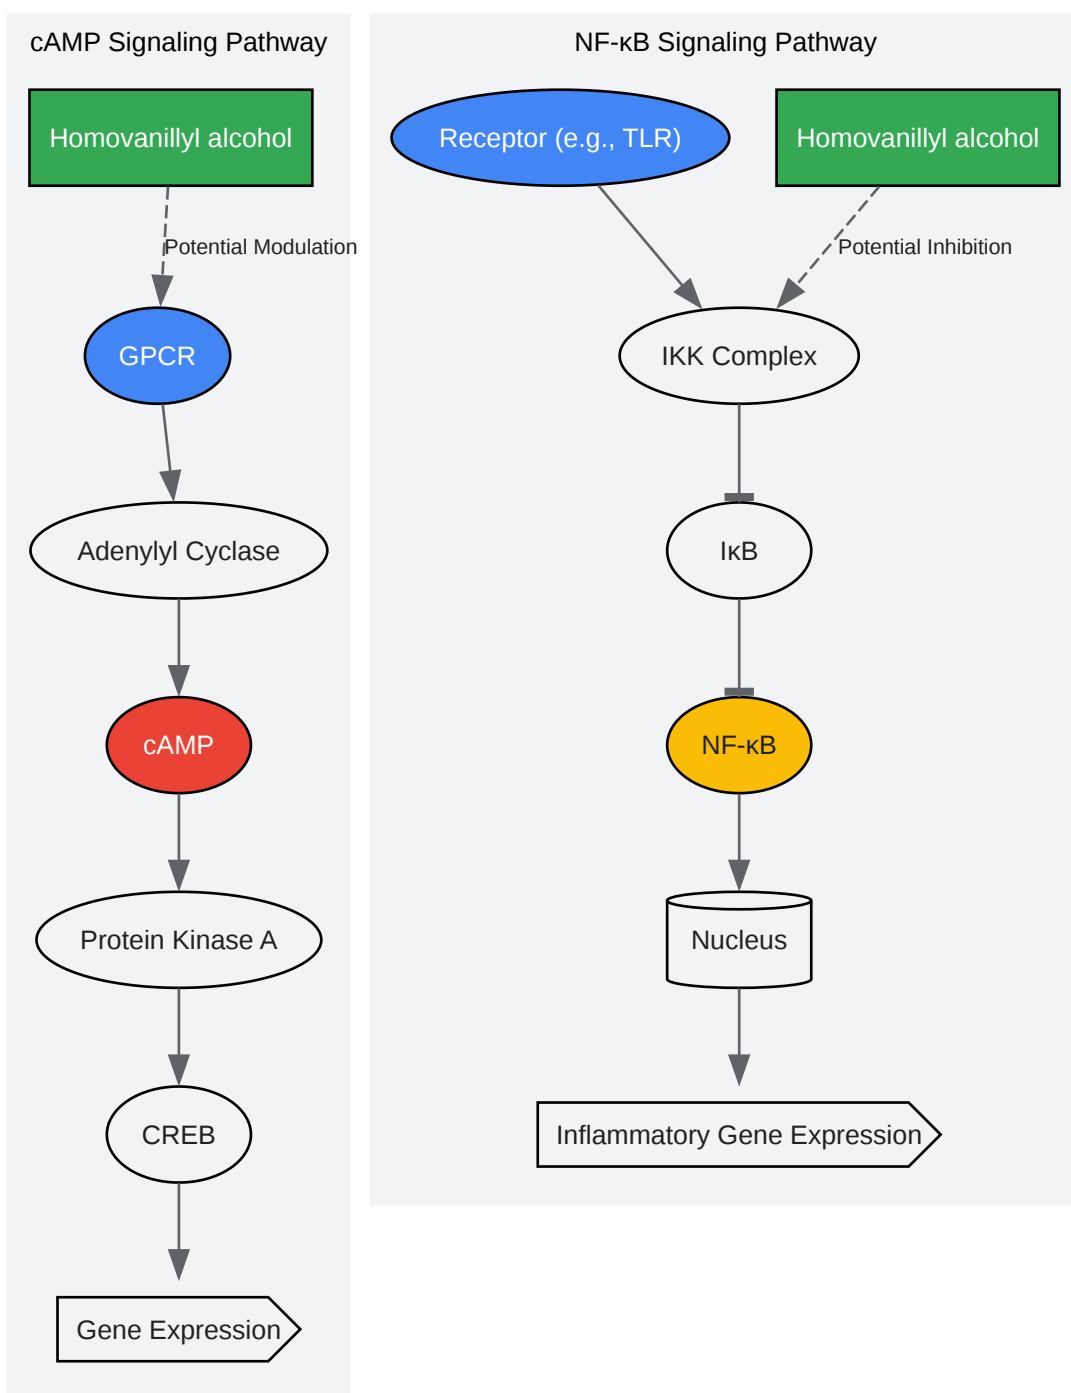 cAMP Signaling Pathway
Homovanillyl alcohol
Potential Modulation
GPCR
Adenylyl Cyclase
cAMP
Protein Kinase A
CREB
Gene Expression
NF-κB Signaling Pathway
Receptor (e.g., TLR)
Homovanillyl alcohol
Potential Inhibition
IKK Complex
IκB
NF-κB
Nucleus
Inflammatory Gene Expression